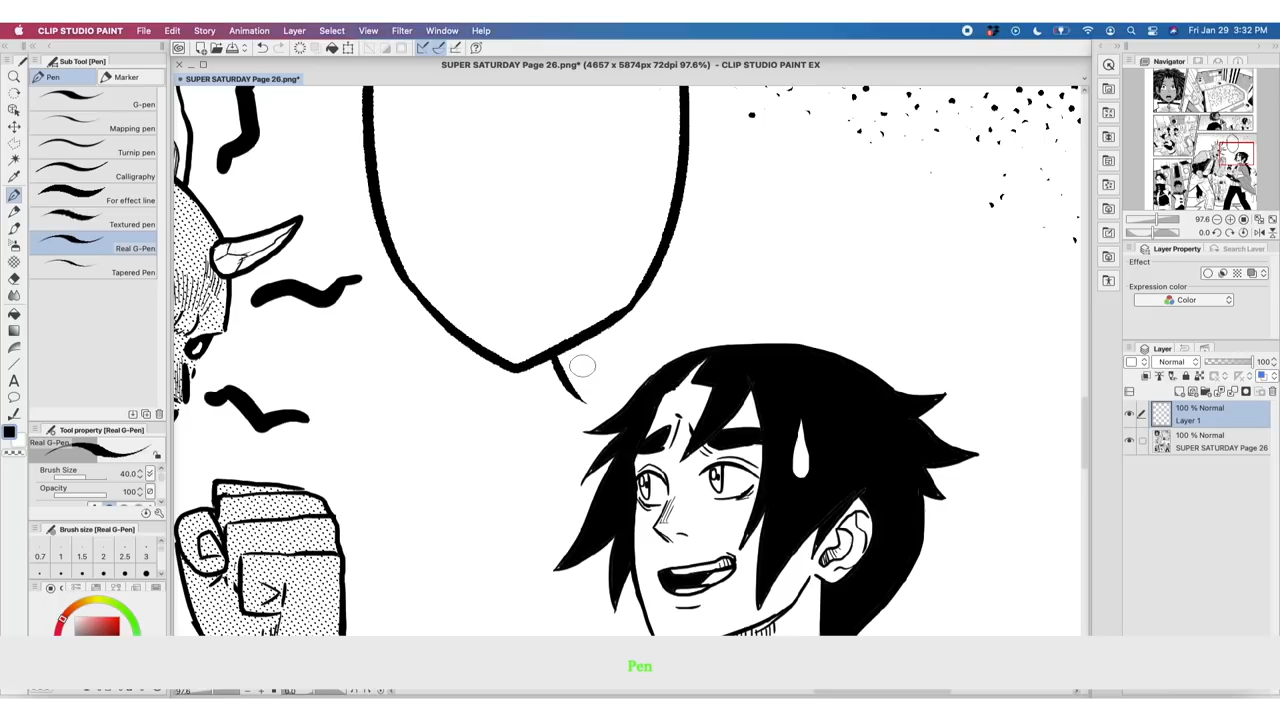 CLIP STUDIO PAINT File Edit Story Animation Layer Select View Filter Window Help Fri Jan 29 3:32 PM
Sub Tool [Pen]
SUPER SATURDAY Page 26.png* (4657 x 5874px 72dpi 97.6%) - CLIP STUDIO PAINT EX
Pen Marker
SUPER SATURDAY Page 26.png*
G-pen
Mapping pen
Turnip pen
Calligraphy
For effect line
Textured pen
Real G-Pen
Tapered Pen
Navigator
97.6
0.0
Layer Property Search Layer
Effect
Expression color
Color
Layer
Normal 100
100 % Normal
Layer 1
100 % Normal
SUPER SATURDAY Page 26
Tool property [Real G-Pen]
Real G-Pen
Brush Size 40.0
Opacity 100
Brush size [Real G-Pen]
0.7 1 1.5 2 2.5 3
Pen